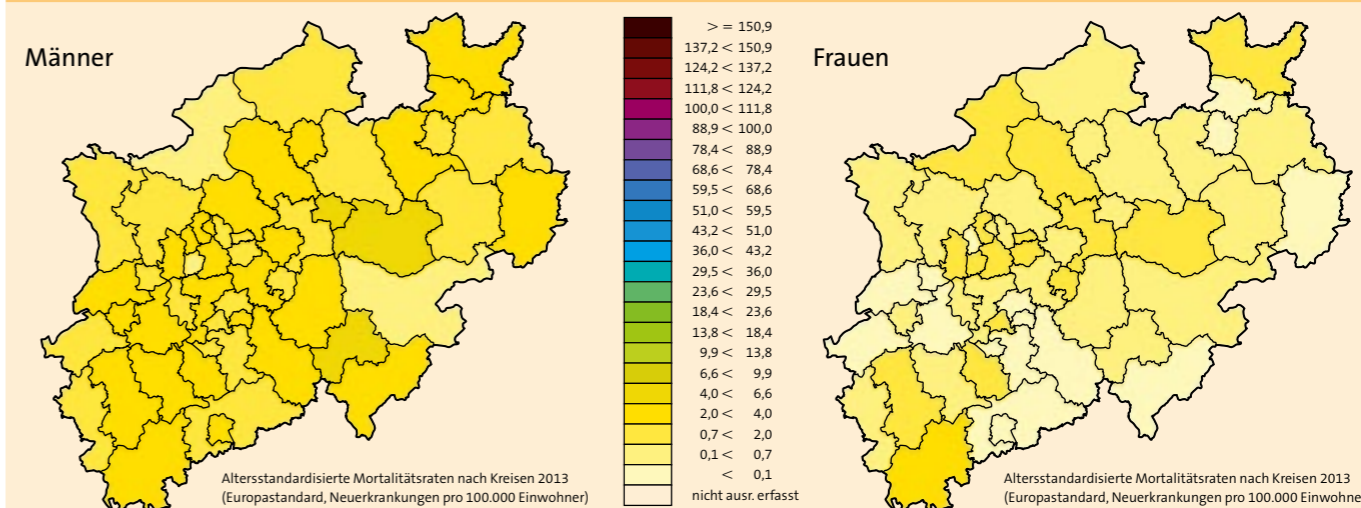 Männer
> = 150,9
137,2 < 150,9
124,2 < 137,2
111,8 < 124,2
100,0 < 111,8
88,9 < 100,0
78,4 < 88,9
68,6 < 78,4
59,5 < 68,6
51,0 < 59,5
43,2 < 51,0
36,0 < 43,2
29,5 < 36,0
23,6 < 29,5
18,4 < 23,6
13,8 < 18,4
9,9 < 13,8
6,6 < 9,9
4,0 < 6,6
2,0 < 4,0
0,7 < 2,0
0,1 < 0,7
< 0,1
nicht ausr. erfasst
Altersstandardisierte Mortalitätsraten nach Kreisen 2013
(Europastandard, Neuerkrankungen pro 100.000 Einwohner)
Frauen
Altersstandardisierte Mortalitätsraten nach Kreisen 2013
(Europastandard, Neuerkrankungen pro 100.000 Einwohne